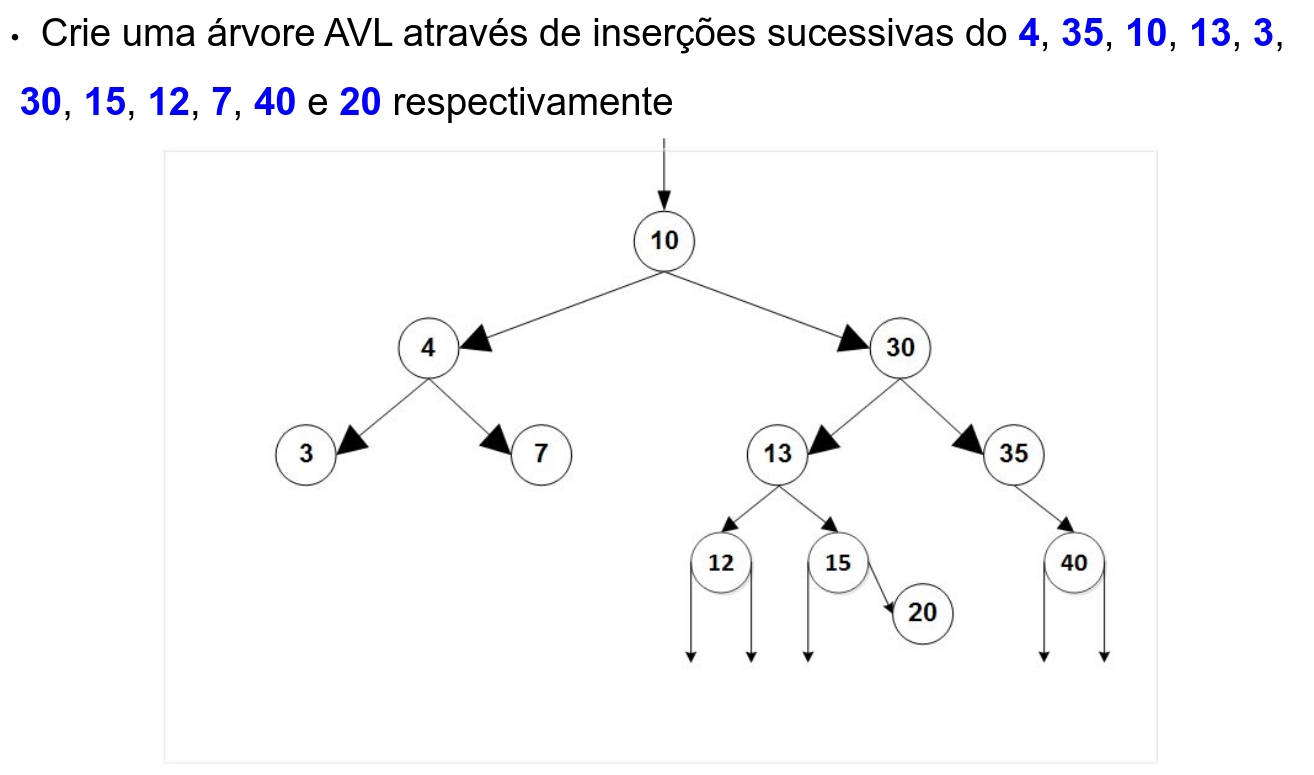 • Crie uma árvore AVL através de inserções sucessivas do 4, 35, 10, 13, 3,
30, 15, 12, 7, 40 e 20 respectivamente
10
4 30
3 7 13 35
12 15 40
20